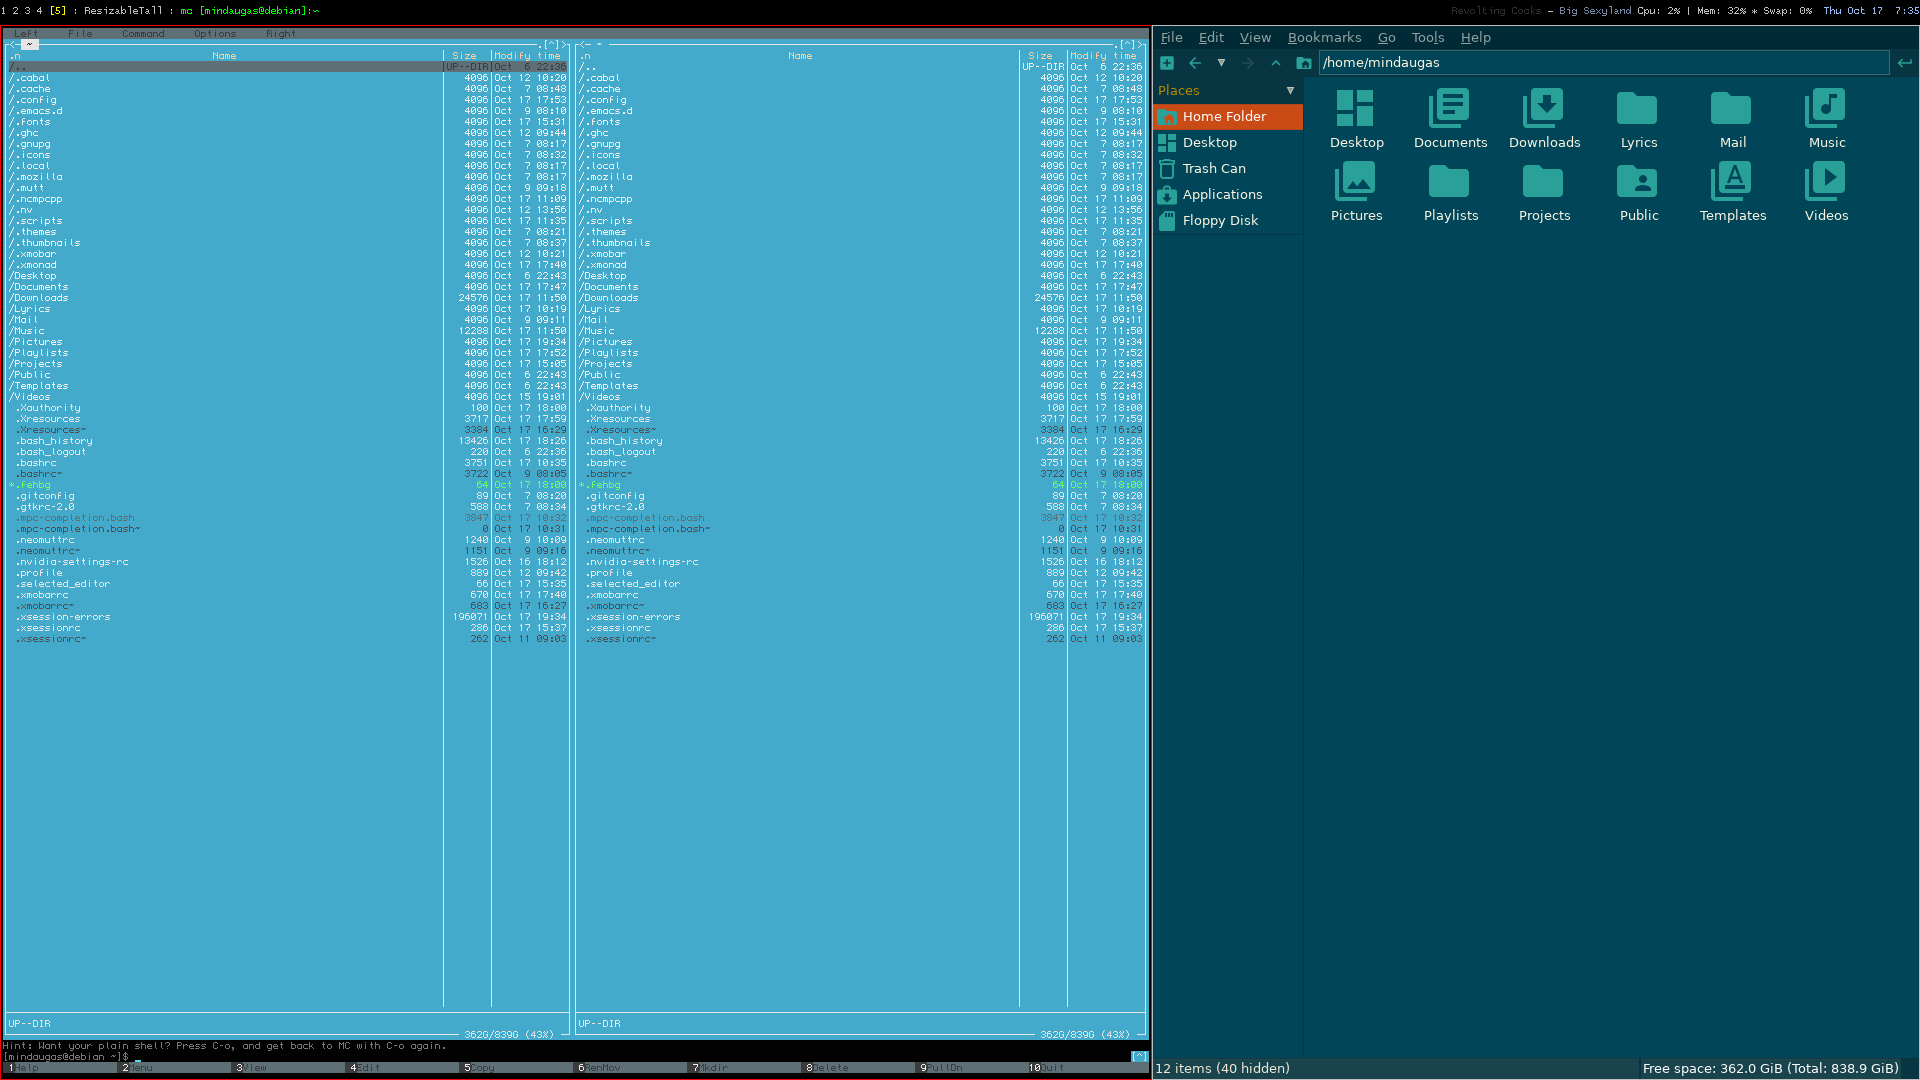 1 2 3 4 [5] : ResizableTall : mc [mindaugas@debian]:~
Revolting Cocks - Big Sexyland Cpu: 2% | Mem: 32% * Swap: 0% Thu Oct 17 7:35
Left File Command Options Right
<- ~ .[^]>
.n Name Size Modify time
/.. UP--DIR Oct 6 22:36
/.cabal 4096 Oct 12 10:20
/.cache 4096 Oct 7 08:48
/.config 4096 Oct 17 17:53
/.emacs.d 4096 Oct 9 08:10
/.fonts 4096 Oct 17 15:31
/.ghc 4096 Oct 12 09:44
/.gnupg 4096 Oct 7 08:17
/.icons 4096 Oct 7 08:32
/.local 4096 Oct 7 08:17
/.mozilla 4096 Oct 7 08:17
/.mutt 4096 Oct 9 09:18
/.ncmpcpp 4096 Oct 17 11:09
/.nv 4096 Oct 12 13:56
/.scripts 4096 Oct 17 11:35
/.themes 4096 Oct 7 08:21
/.thumbnails 4096 Oct 7 08:37
/.xmobar 4096 Oct 12 10:21
/.xmonad 4096 Oct 17 17:40
/Desktop 4096 Oct 6 22:43
/Documents 4096 Oct 17 17:47
/Downloads 24576 Oct 17 11:50
/Lyrics 4096 Oct 17 10:19
/Mail 4096 Oct 9 09:11
/Music 12288 Oct 17 11:50
/Pictures 4096 Oct 17 19:34
/Playlists 4096 Oct 17 17:52
/Projects 4096 Oct 17 15:05
/Public 4096 Oct 6 22:43
/Templates 4096 Oct 6 22:43
/Videos 4096 Oct 15 19:01
.Xauthority 100 Oct 17 18:00
.Xresources 3717 Oct 17 17:59
.Xresources~ 3384 Oct 17 16:29
.bash_history 13426 Oct 17 18:26
.bash_logout 220 Oct 6 22:36
.bashrc 3751 Oct 17 10:35
.bashrc~ 3722 Oct 9 08:05
*.fehbg 64 Oct 17 18:00
.gitconfig 89 Oct 7 08:20
.gtkrc-2.0 588 Oct 7 08:34
.mpc-completion.bash 3847 Oct 17 10:32
.mpc-completion.bash~ 0 Oct 17 10:31
.neomuttrc 1240 Oct 9 10:09
.neomuttrc~ 1151 Oct 9 09:16
.nvidia-settings-rc 1526 Oct 16 18:12
.profile 889 Oct 12 09:42
.selected_editor 66 Oct 17 15:35
.xmobarrc 670 Oct 17 17:40
.xmobarrc~ 683 Oct 17 16:27
.xsession-errors 196071 Oct 17 19:34
.xsessionrc 286 Oct 17 15:37
.xsessionrc~ 262 Oct 11 09:03
UP--DIR
362G/839G (43%)
<- ~ .[^]>
.n Name Size Modify time
/.. UP--DIR Oct 6 22:36
/.cabal 4096 Oct 12 10:20
/.cache 4096 Oct 7 08:48
/.config 4096 Oct 17 17:53
/.emacs.d 4096 Oct 9 08:10
/.fonts 4096 Oct 17 15:31
/.ghc 4096 Oct 12 09:44
/.gnupg 4096 Oct 7 08:17
/.icons 4096 Oct 7 08:32
/.local 4096 Oct 7 08:17
/.mozilla 4096 Oct 7 08:17
/.mutt 4096 Oct 9 09:18
/.ncmpcpp 4096 Oct 17 11:09
/.nv 4096 Oct 12 13:56
/.scripts 4096 Oct 17 11:35
/.themes 4096 Oct 7 08:21
/.thumbnails 4096 Oct 7 08:37
/.xmobar 4096 Oct 12 10:21
/.xmonad 4096 Oct 17 17:40
/Desktop 4096 Oct 6 22:43
/Documents 4096 Oct 17 17:47
/Downloads 24576 Oct 17 11:50
/Lyrics 4096 Oct 17 10:19
/Mail 4096 Oct 9 09:11
/Music 12288 Oct 17 11:50
/Pictures 4096 Oct 17 19:34
/Playlists 4096 Oct 17 17:52
/Projects 4096 Oct 17 15:05
/Public 4096 Oct 6 22:43
/Templates 4096 Oct 6 22:43
/Videos 4096 Oct 15 19:01
.Xauthority 100 Oct 17 18:00
.Xresources 3717 Oct 17 17:59
.Xresources~ 3384 Oct 17 16:29
.bash_history 13426 Oct 17 18:26
.bash_logout 220 Oct 6 22:36
.bashrc 3751 Oct 17 10:35
.bashrc~ 3722 Oct 9 08:05
*.fehbg 64 Oct 17 18:00
.gitconfig 89 Oct 7 08:20
.gtkrc-2.0 588 Oct 7 08:34
.mpc-completion.bash 3847 Oct 17 10:32
.mpc-completion.bash~ 0 Oct 17 10:31
.neomuttrc 1240 Oct 9 10:09
.neomuttrc~ 1151 Oct 9 09:16
.nvidia-settings-rc 1526 Oct 16 18:12
.profile 889 Oct 12 09:42
.selected_editor 66 Oct 17 15:35
.xmobarrc 670 Oct 17 17:40
.xmobarrc~ 683 Oct 17 16:27
.xsession-errors 196071 Oct 17 19:34
.xsessionrc 286 Oct 17 15:37
.xsessionrc~ 262 Oct 11 09:03
UP--DIR
362G/839G (43%)
Hint: Want your plain shell? Press C-o, and get back to MC with C-o again.
[mindaugas@debian ~]$ [^]
1Help 2Menu 3View 4Edit 5Copy 6RenMov 7Mkdir 8Delete 9PullDn 10Quit
File Edit View Bookmarks Go Tools Help
/home/mindaugas
Places
Home Folder
Desktop
Trash Can
Applications
Floppy Disk
Desktop Documents Downloads Lyrics Mail Music
Pictures Playlists Projects Public Templates Videos
12 items (40 hidden) Free space: 362.0 GiB (Total: 838.9 GiB)